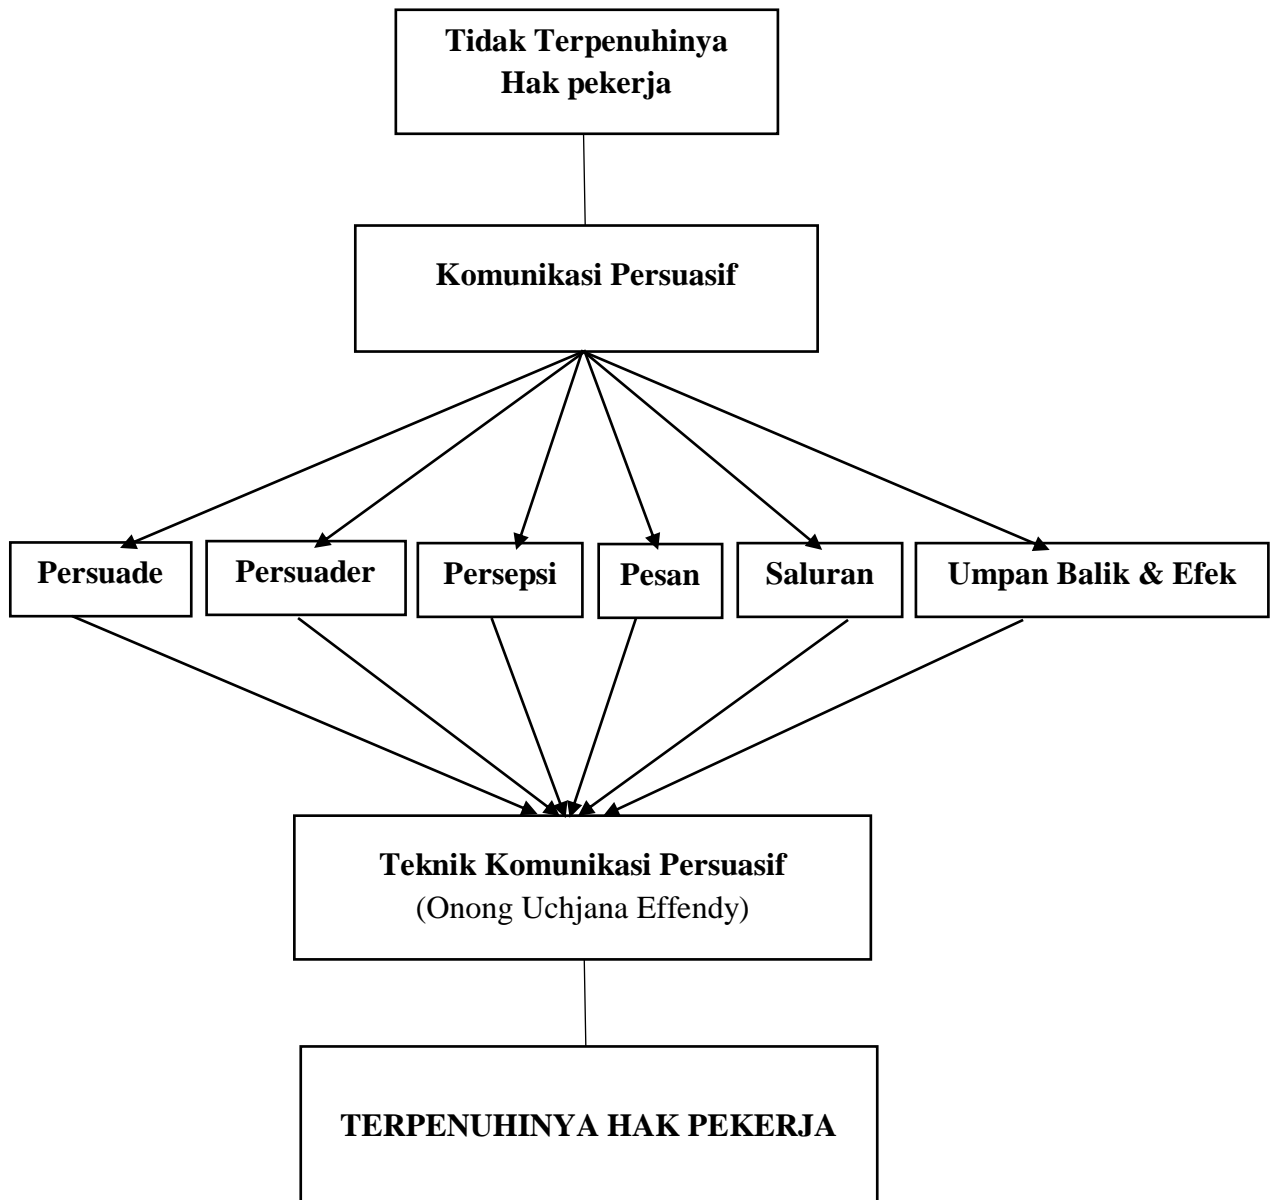 Tidak Terpenuhinya
Hak pekerja
Komunikasi Persuasif
Persuade
Persuader
Persepsi
Pesan
Saluran
Umpan Balik & Efek
Teknik Komunikasi Persuasif
(Onong Uchjana Effendy)
TERPENUHINYA HAK PEKERJA